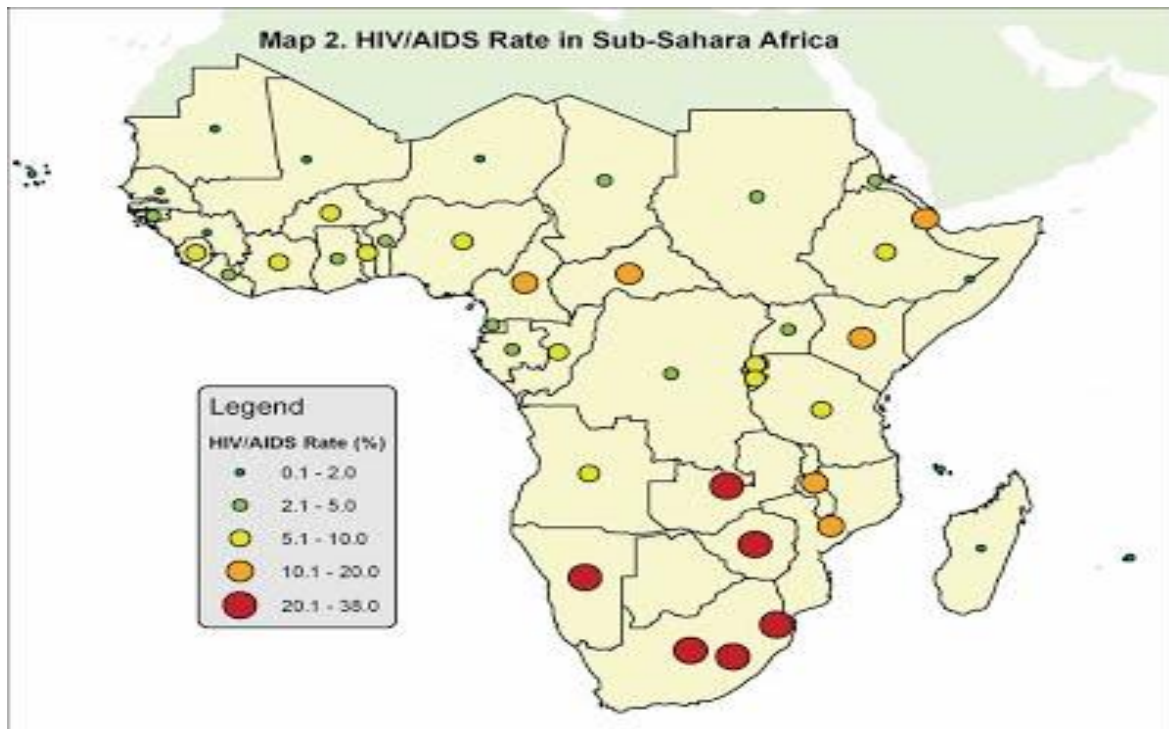 Map 2. HIV/AIDS Rate in Sub-Sahara Africa
Legend
HIV/AIDS Rate (%)
0.1 - 2.0
2.1 - 5.0
5.1 - 10.0
10.1 - 20.0
20.1 - 38.0